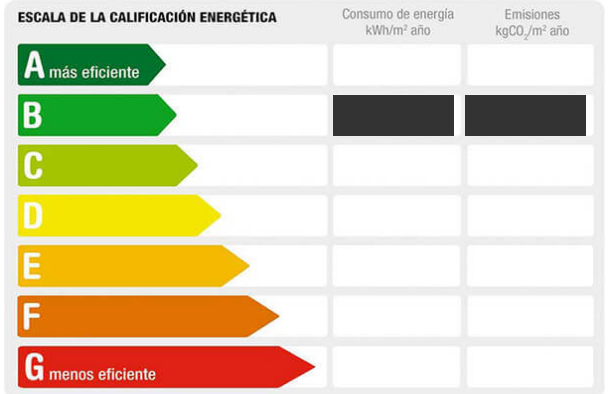 ESCALA DE LA CALIFICACIÓN ENERGÉTICA
Consumo de energía
kWh/m² año
Emisiones
kgCO₂/m² año
A más eficiente
B
C
D
E
F
G menos eficiente